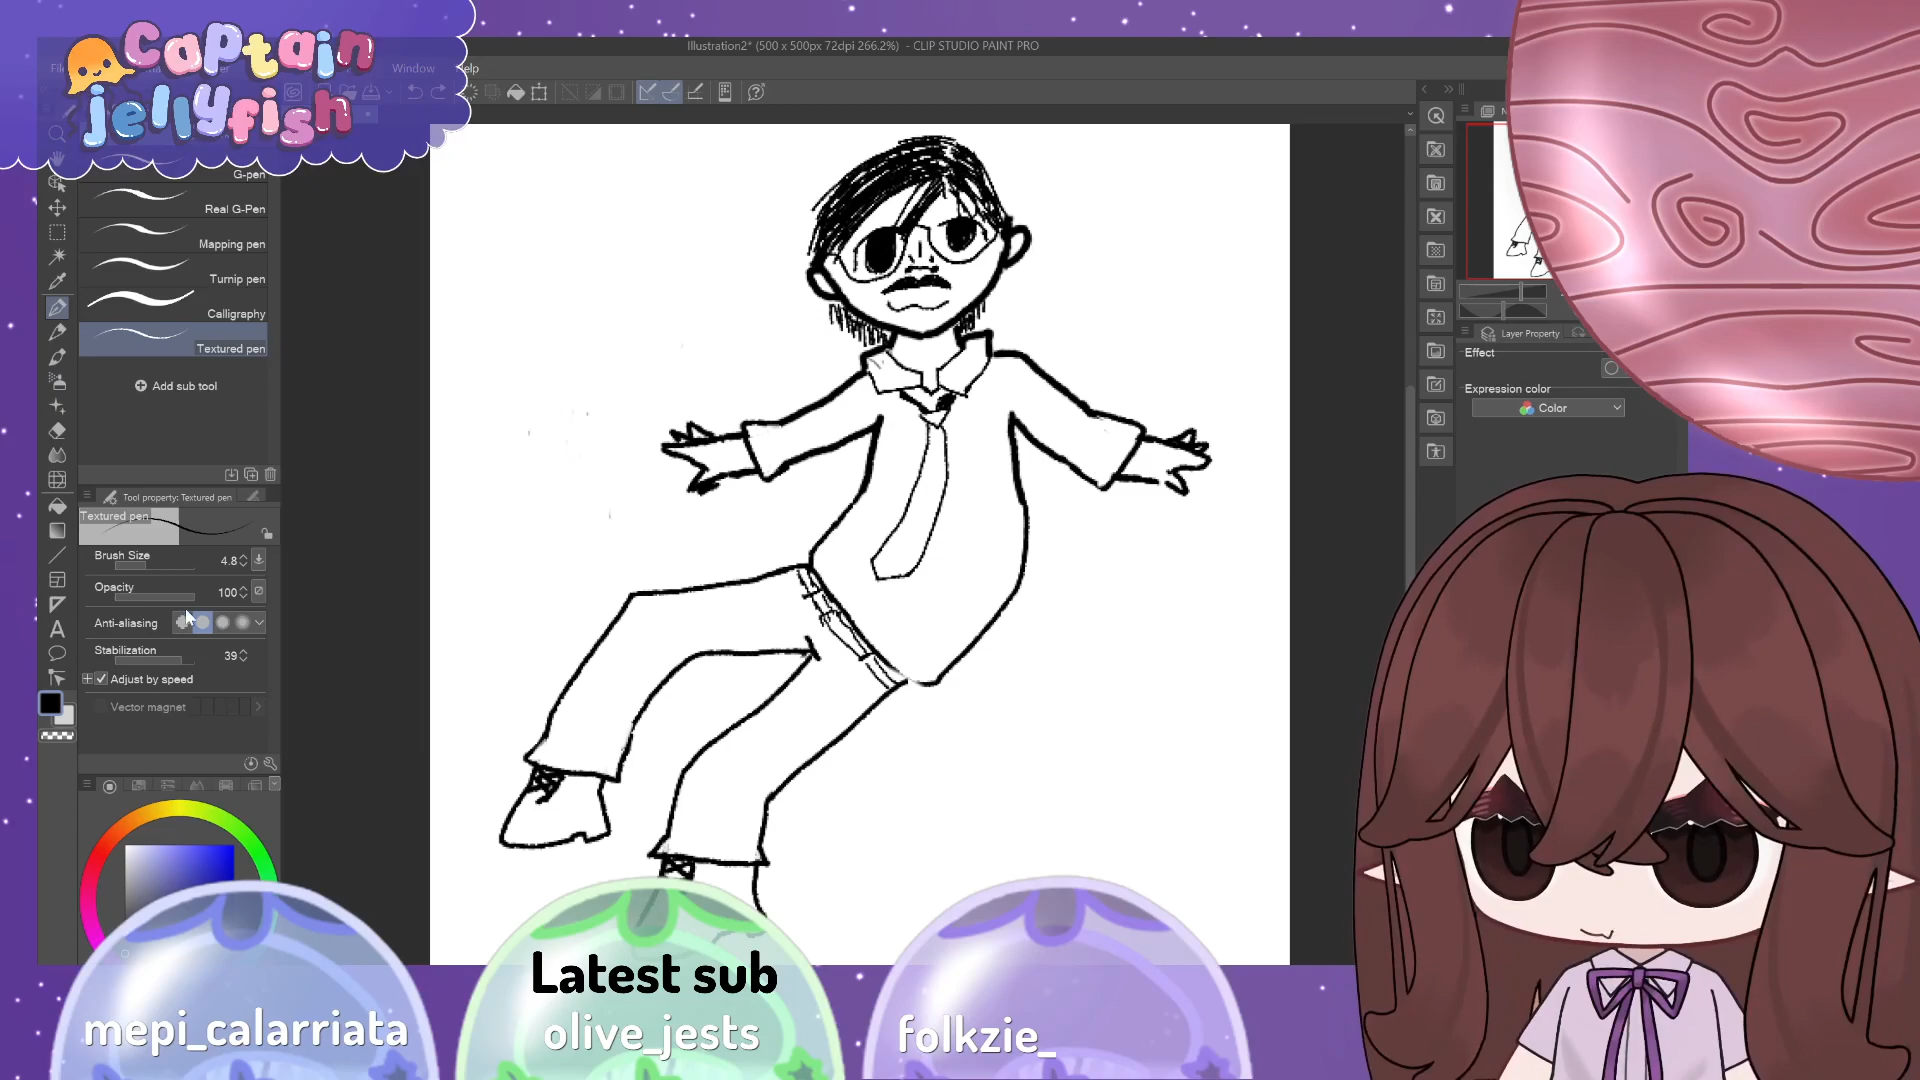 Captain
jellyfish
Illustration2* (500 x 500px 72dpi 266.2%) - CLIP STUDIO PAINT PRO
Window
G-pen
Real G-Pen
Mapping pen
Turnip pen
Calligraphy
Textured pen
Add sub tool
Tool property: Textured pen
Textured pen
Brush Size
4.8
Opacity
100
Anti-aliasing
Stabilization
39
Adjust by speed
Vector magnet
Layer Property
Effect
Expression color
Color
mepi_calarriata
Latest sub
olive_jests
folkzie_